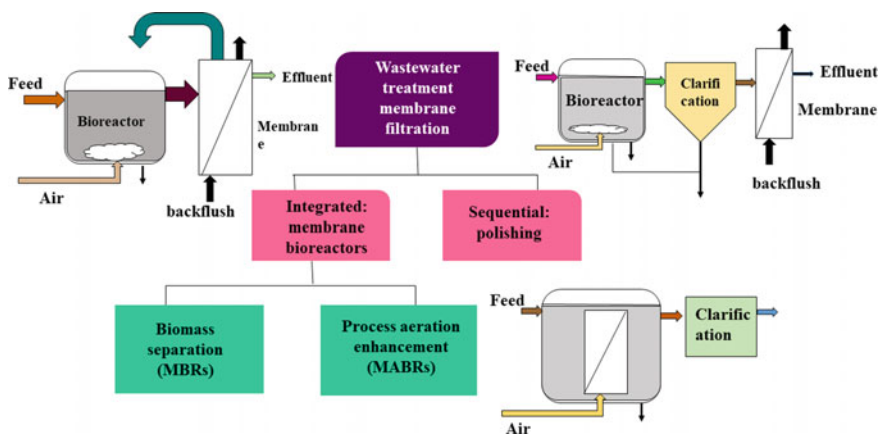 Feed
Bioreactor
Air
Effluent
Membran
e
backflush
Wastewater
treatment
membrane
filtration
Feed
Bioreactor
Air
Clarifi
cation
Effluent
Membrane
backflush
Integrated:
membrane
bioreactors
Sequential:
polishing
Biomass
separation
(MBRs)
Process aeration
enhancement
(MABRs)
Feed
Clarific
ation
Air